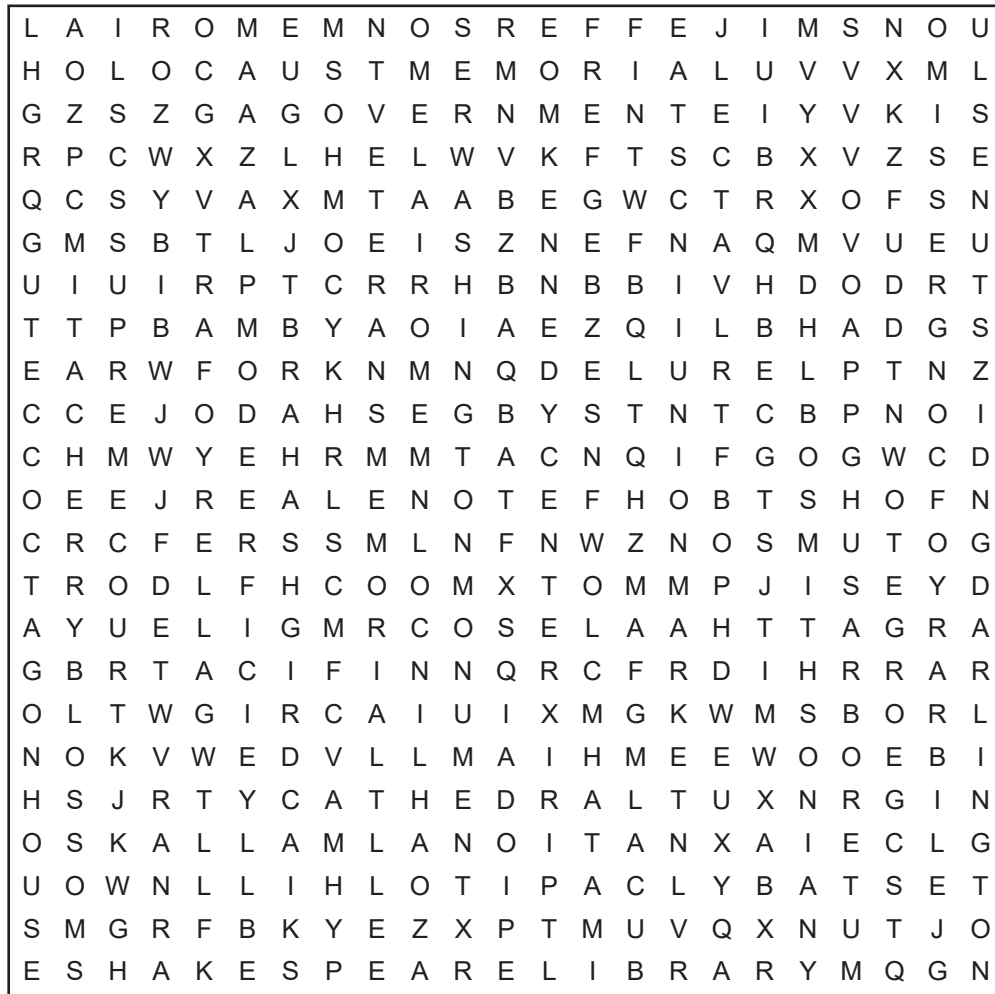 L A I R O M E M N O S R E F F E J I M S N O U
H O L O C A U S T M E M O R I A L U V V X M L
G Z S Z G A G O V E R N M E N T E I Y V K I S
R P C W X Z L H E L W V K F T S C B X V Z S E
Q C S Y V A X M T A A B E G W C T R X O F S N
G M S B T L J O E I S Z N E F N A Q M V U E U
U I U I R P T C R R H B N B B I V H D O D R T
T T P B A M B Y A O I A E Z Q I L B H A D G S
E A R W F O R K N M N Q D E L U R E L P T N Z
C C E J O D A H S E G B Y S T N T C B P N O I
C H M W Y E H R M M T A C N Q I F G O G W C D
O E E J R E A L E N O T E F H O B T S H O F N
C R C F E R S S M L N F N W Z N O S M U T O G
T R O D L F H C O O M X T O M M P J I S E Y D
A Y U E L I G M R C O S E L A A H T T A G R A
G B R T A C I F I N N Q R C F R D I H R R A R
O L T W G I R C A I U I X M G K W M S B O R L
N O K V W E D V L L M A I H M E E W O O E B I
H S J R T Y C A T H E D R A L T U X N R G I N
O S K A L L A M L A N O I T A N X A I E C L G
U O W N L L I H L O T I P A C L Y B A T S E T
S M G R F B K Y E Z X P T M U V Q X N U T J O
E S H A K E S P E A R E L I B R A R Y M Q G N